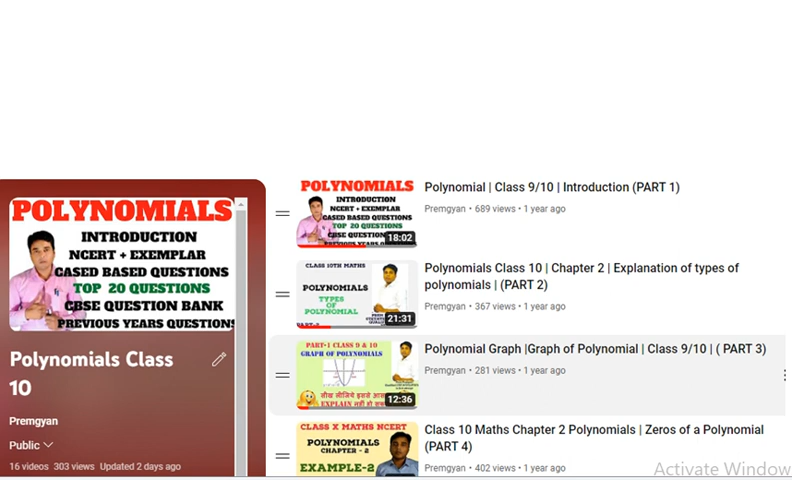 POLYNOMIALS
INTRODUCTION
NCERT + EXEMPLAR
CASED BASED QUESTIONS
TOP 20 QUESTIONS
CBSE QUESTION BANK
PREVIOUS YEARS QUESTIONS
Polynomials Class
10
Premgyan
Public
16 videos 303 views Updated 2 days ago
POLYNOMIALS
INTRODUCTION
NCERT + EXEMPLAR
CASED BASED QUESTIONS
TOP 20 QUESTIONS
CBSE QUESTION BANK
18:02
Polynomial | Class 9/10 | Introduction (PART 1)
Premgyan • 689 views • 1 year ago
CLASS 10TH MATHS
POLYNOMIALS
TYPES OF
POLYNOMIAL
21:31
Polynomials Class 10 | Chapter 2 | Explanation of types of
polynomials | (PART 2)
Premgyan • 367 views • 1 year ago
PART-1 CLASS 9 & 10
GRAPH OF POLYNOMIALS
12:36
Polynomial Graph |Graph of Polynomial | Class 9/10 | ( PART 3)
Premgyan • 281 views • 1 year ago
CLASS X MATHS NCERT
POLYNOMIALS
CHAPTER - 2
EXAMPLE-2
Class 10 Maths Chapter 2 Polynomials | Zeros of a Polynomial
(PART 4)
Premgyan • 402 views • 1 year ago
Activate Window